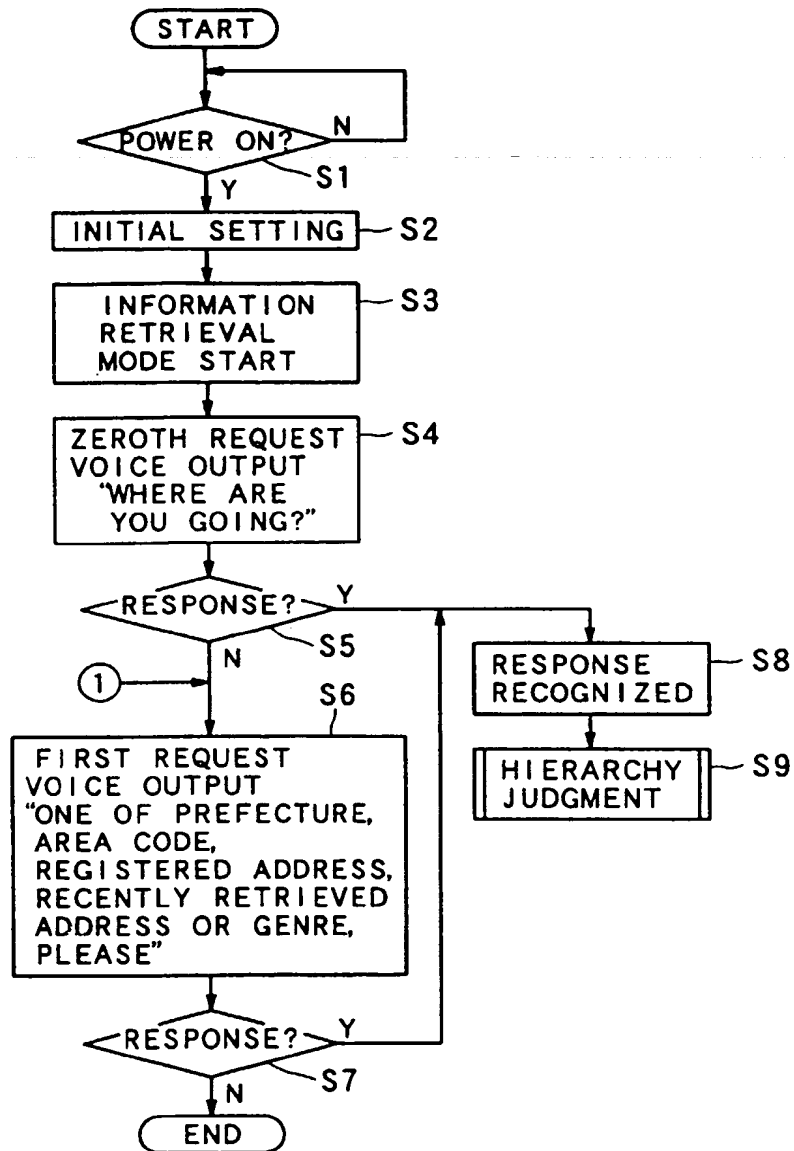 START
POWER ON?
N
S1
Y
INITIAL SETTING
S2
INFORMATION
RETRIEVAL
MODE START
S3
ZEROTH REQUEST
VOICE OUTPUT
"WHERE ARE
YOU GOING?"
S4
RESPONSE?
Y
S5
N
1
S6
FIRST REQUEST
VOICE OUTPUT
"ONE OF PREFECTURE,
AREA CODE,
REGISTERED ADDRESS,
RECENTLY RETRIEVED
ADDRESS OR GENRE,
PLEASE"
RESPONSE?
Y
S7
N
END
RESPONSE
RECOGNIZED
S8
HIERARCHY
JUDGMENT
S9